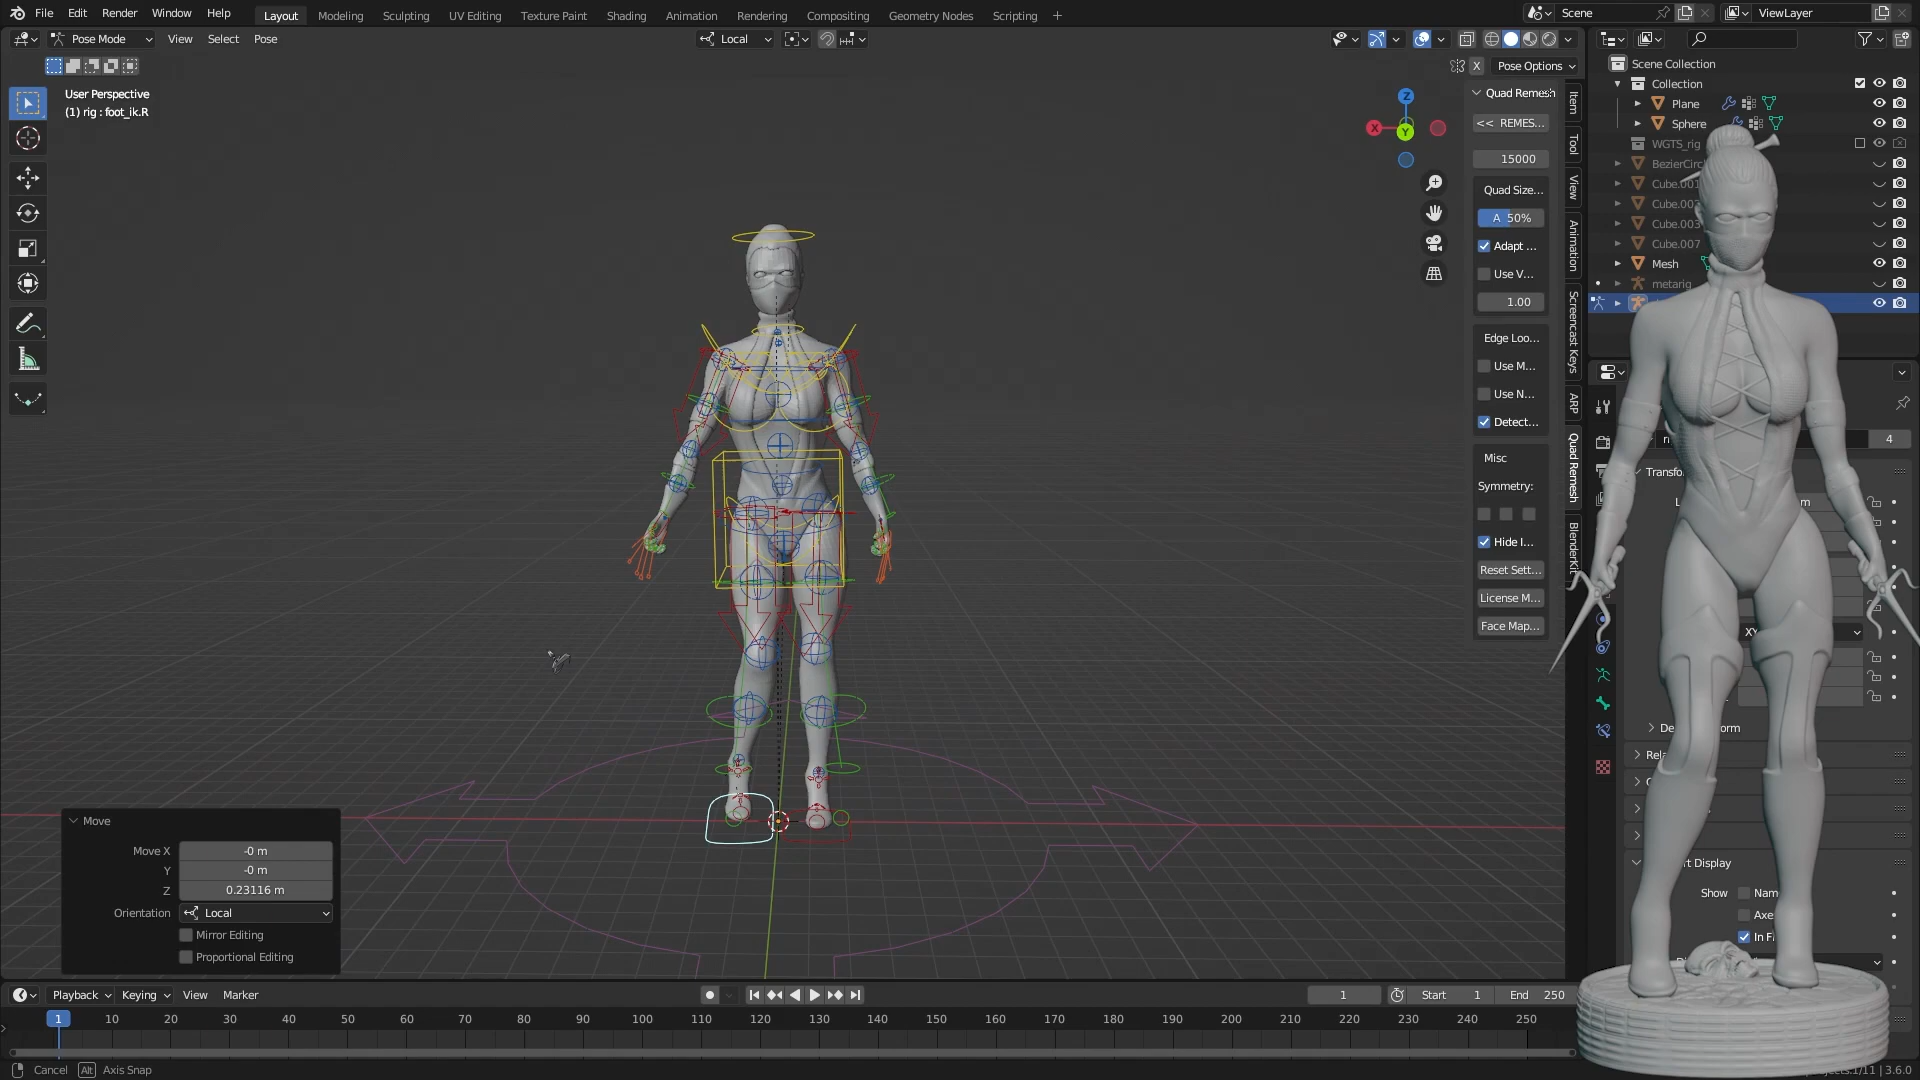 File Edit Render Window Help Layout Modeling Sculpting UV Editing Texture Paint Shading Animation Rendering Compositing Geometry Nodes Scripting +
Scene
ViewLayer
Pose Mode View Select Pose
Local
X Pose Options
User Perspective
(1) rig : foot_ik.R
Z
X
Y
Quad Remesh
<< REMES...
15000
Quad Size...
A 50%
Adapt ...
Use V...
1.00
Edge Loo...
Use M...
Use N...
Detect...
Misc
Symmetry:
Hide I...
Reset Sett...
License M...
Face Map...
Item
Tool
View
Animation
Screencast Keys
ARP
Quad Remesh
BlenderKit
Scene Collection
Collection
Plane
Sphere
WGTS_rig
BezierCirc
Cube.001
Cube.003
Cube.007
Mesh
metarig
4
Transfo
m
XY
Show
In F
Move
Move X -0 m
Y -0 m
Z 0.23116 m
Orientation Local
Mirror Editing
Proportional Editing
Playback Keying View Marker
1 Start 1 End 250
1 10 20 30 40 50 60 70 80 90 100 110 120 130 140 150 160 170 180 190 200 210 220 230 240 250
Cancel Alt Axis Snap
1/11 | 3.6.0